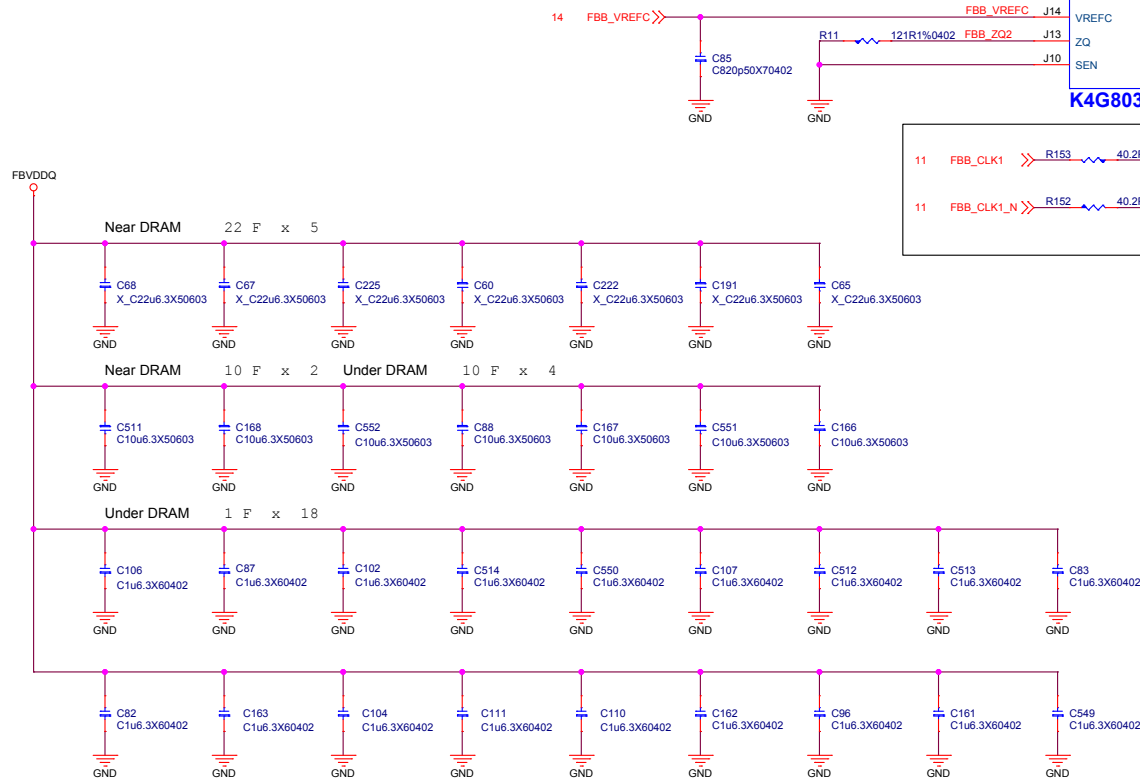 14 FBB_VREFC FBB_VREFC J14 VREFC
R11 121R1%0402 FBB_ZQ2 J13 ZQ
C85
C820p50X70402
J10 SEN
GND GND
K4G803
11 FBB_CLK1 R153 40.2R
11 FBB_CLK1_N R152 40.2R
FBVDDQ
Near DRAM 22 F x 5
C68 C67 C225 C60 C222 C191 C65
X_C22u6.3X50603 X_C22u6.3X50603 X_C22u6.3X50603 X_C22u6.3X50603 X_C22u6.3X50603 X_C22u6.3X50603 X_C22u6.3X50603
GND GND GND GND GND GND GND
Near DRAM 10 F x 2 Under DRAM 10 F x 4
C511 C168 C552 C88 C167 C551 C166
C10u6.3X50603 C10u6.3X50603 C10u6.3X50603 C10u6.3X50603 C10u6.3X50603 C10u6.3X50603 C10u6.3X50603
GND GND GND GND GND GND GND
Under DRAM 1 F x 18
C106 C87 C102 C514 C550 C107 C512 C513 C83
C1u6.3X60402 C1u6.3X60402 C1u6.3X60402 C1u6.3X60402 C1u6.3X60402 C1u6.3X60402 C1u6.3X60402 C1u6.3X60402 C1u6.3X60402
GND GND GND GND GND GND GND GND GND
C82 C163 C104 C111 C110 C162 C96 C161 C549
C1u6.3X60402 C1u6.3X60402 C1u6.3X60402 C1u6.3X60402 C1u6.3X60402 C1u6.3X60402 C1u6.3X60402 C1u6.3X60402 C1u6.3X60402
GND GND GND GND GND GND GND GND GND